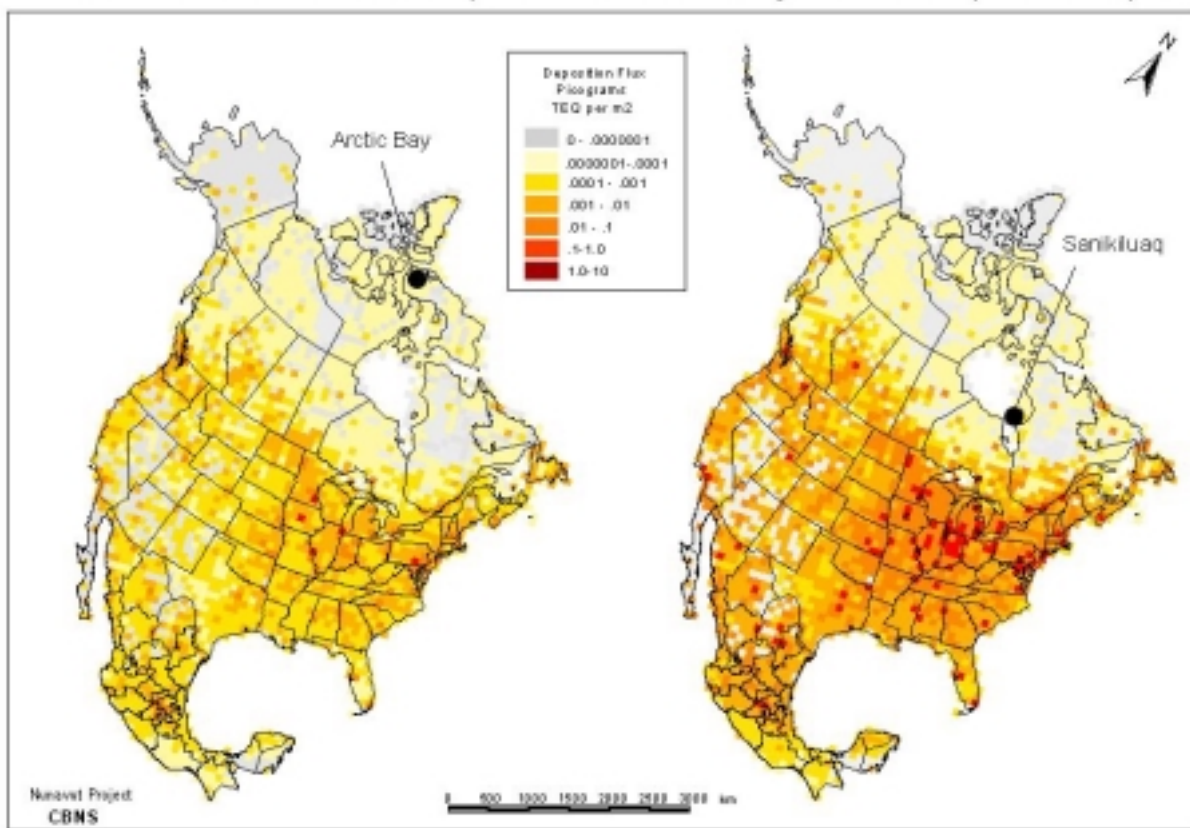 N
Deposition Flux
Picograms
TEQ per m2
0 - .0000001
.0000001-.0001
.0001 - .001
.001 - .01
.01 - .1
.1-1.0
1.0-10
Arctic Bay
Sanikiluaq
Nunavut Project
CBNS
0 500 1000 1500 2000 2500 3000 km